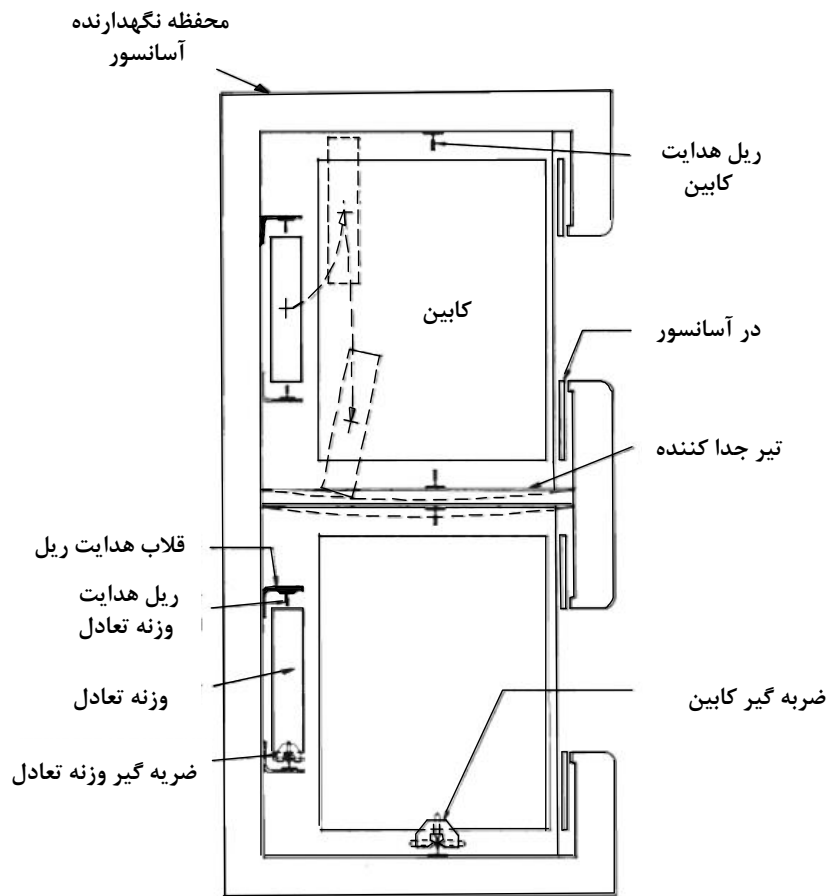 محفظه نگهدارنده
آسانسور
ریل هدایت
کابین
کابین
در آسانسور
تیر جدا کننده
قلاب هدایت ریل
ریل هدایت
وزنه تعادل
وزنه تعادل
ضربه گیر کابین
ضریه گیر وزنه تعادل